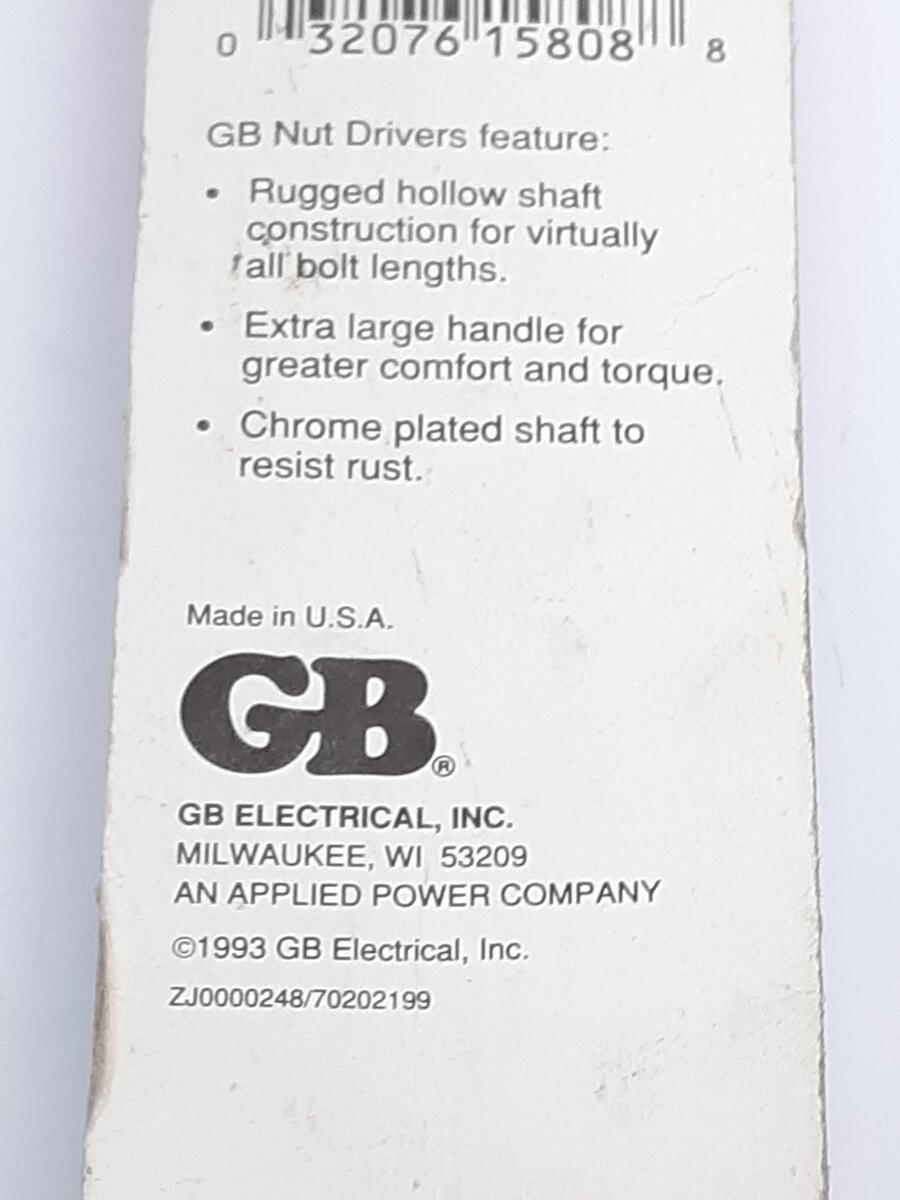 0 32076 15808 8
GB Nut Drivers feature:
• Rugged hollow shaft
construction for virtually
all bolt lengths.
• Extra large handle for
greater comfort and torque.
• Chrome plated shaft to
resist rust.
Made in U.S.A.
GB®
GB ELECTRICAL, INC.
MILWAUKEE, WI 53209
AN APPLIED POWER COMPANY
©1993 GB Electrical, Inc.
ZJ0000248/70202199